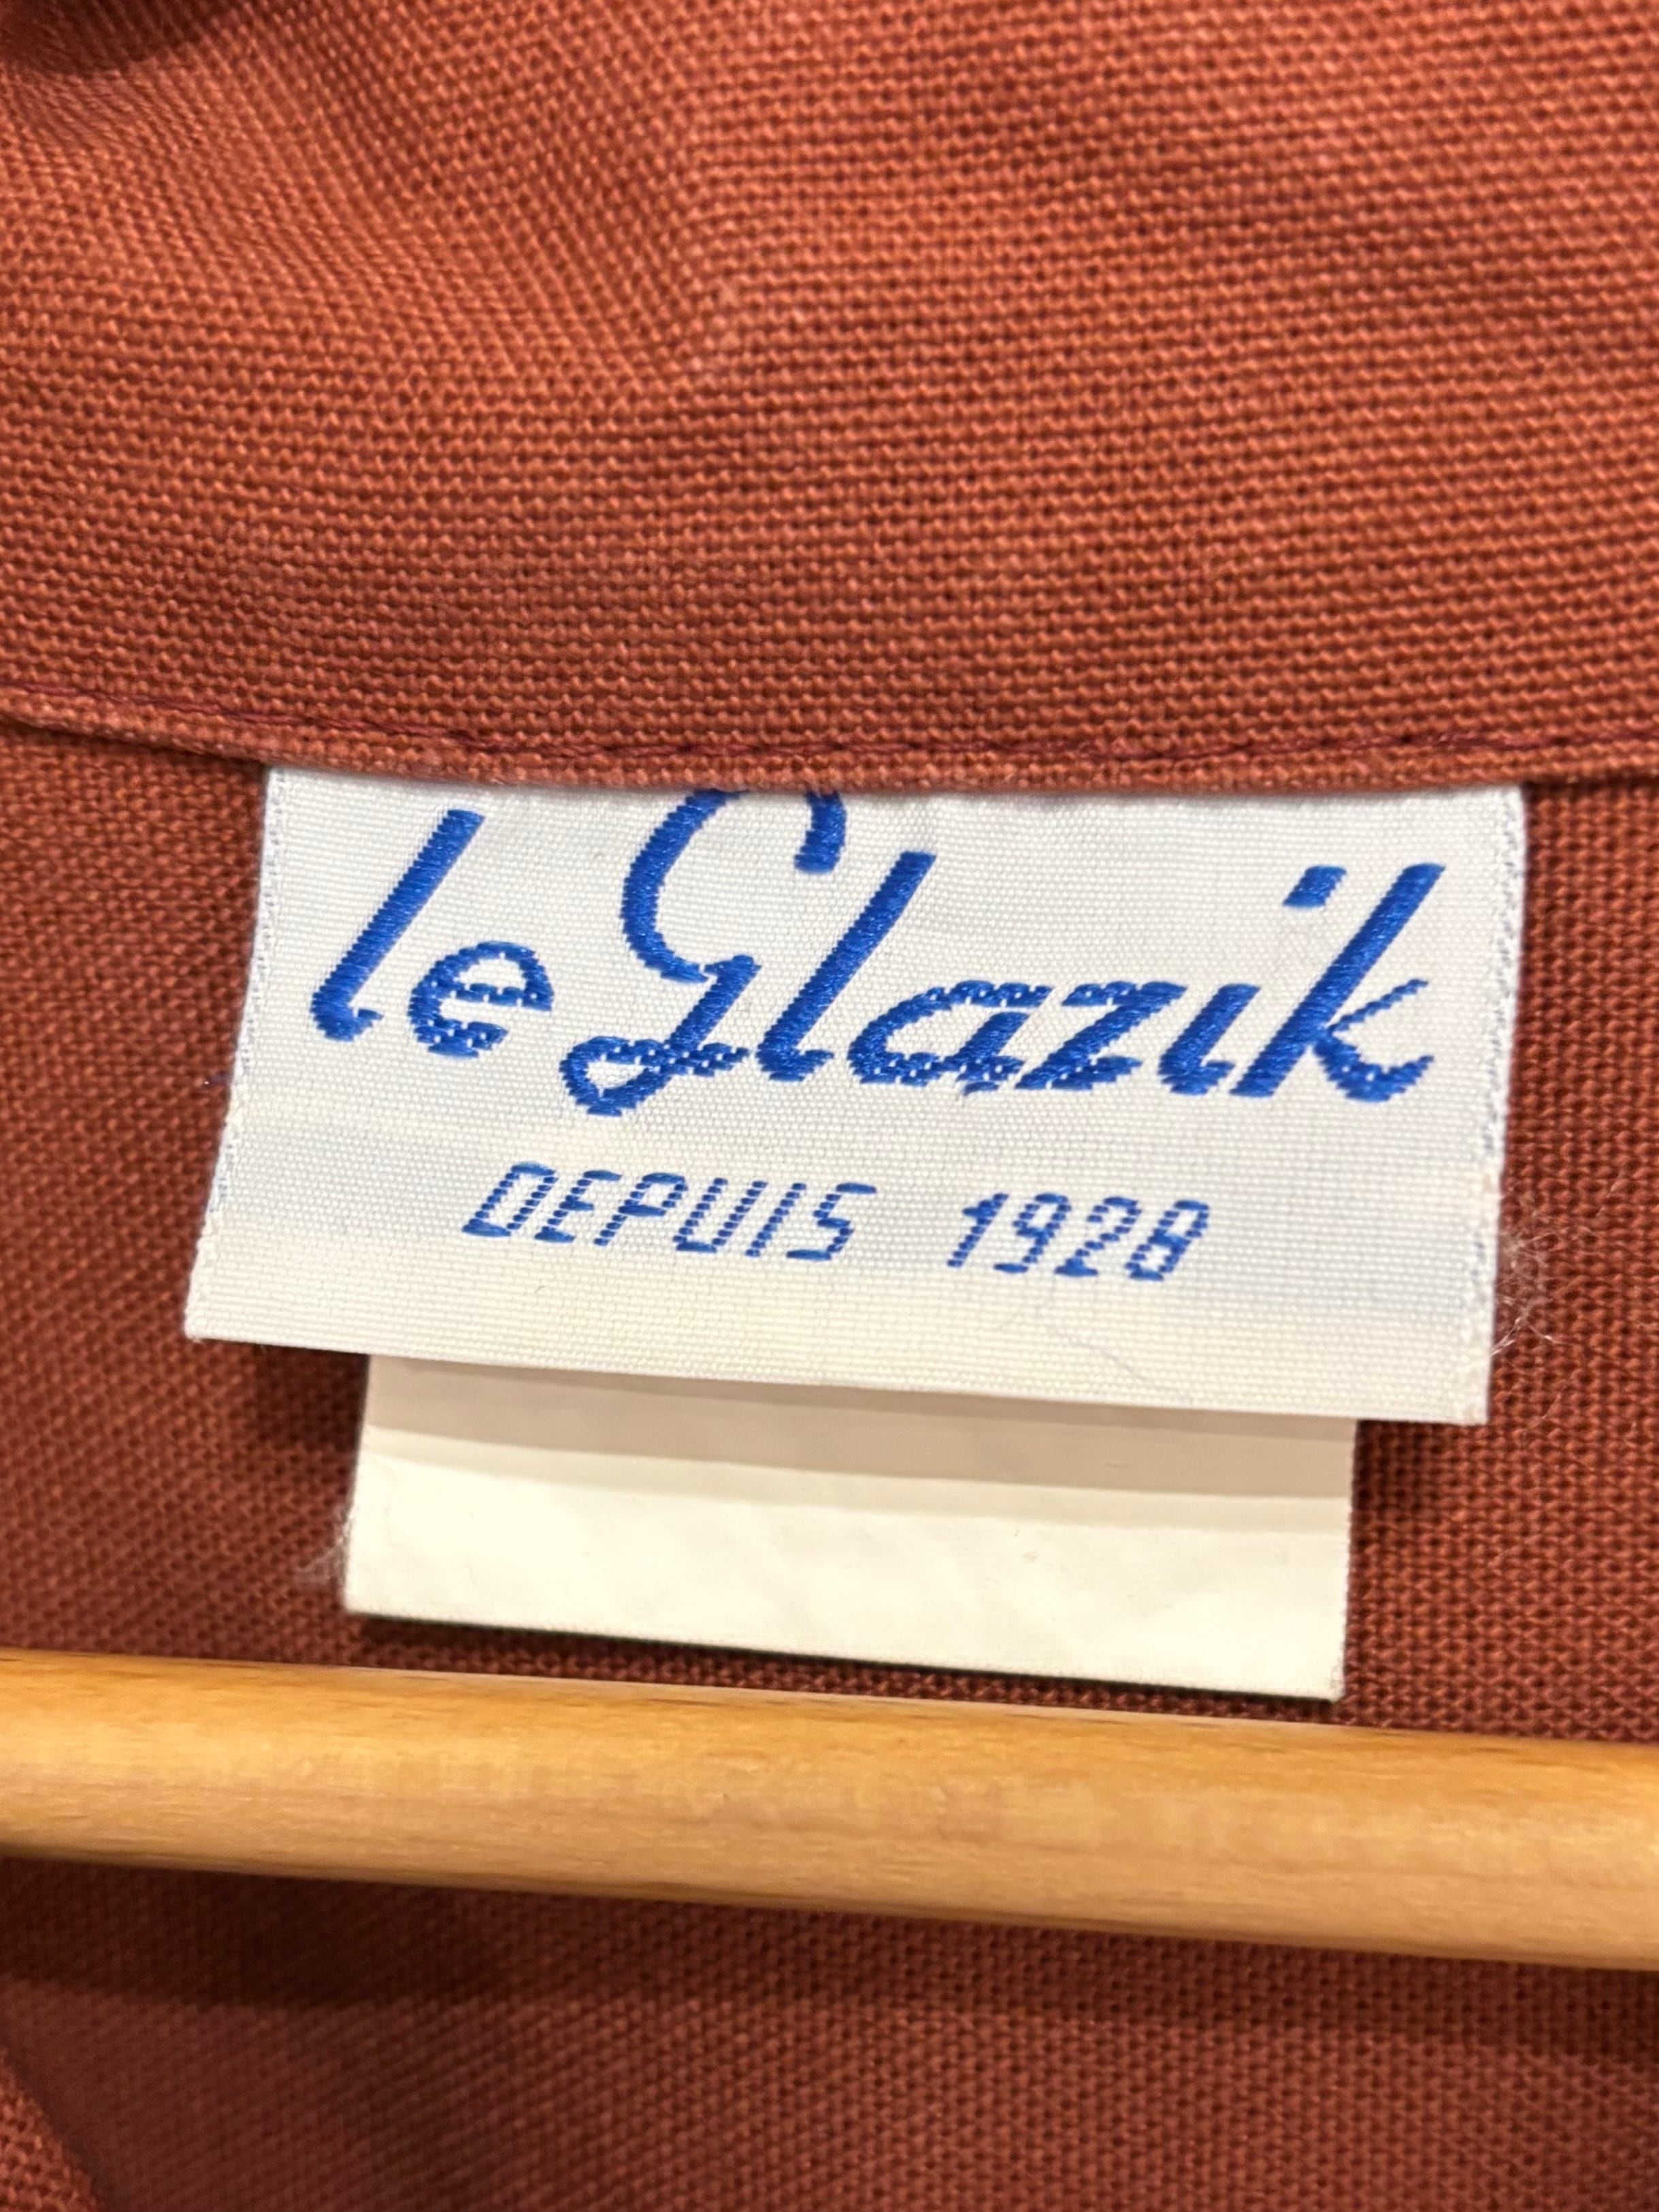 le Glazik
DEPUIS 1928